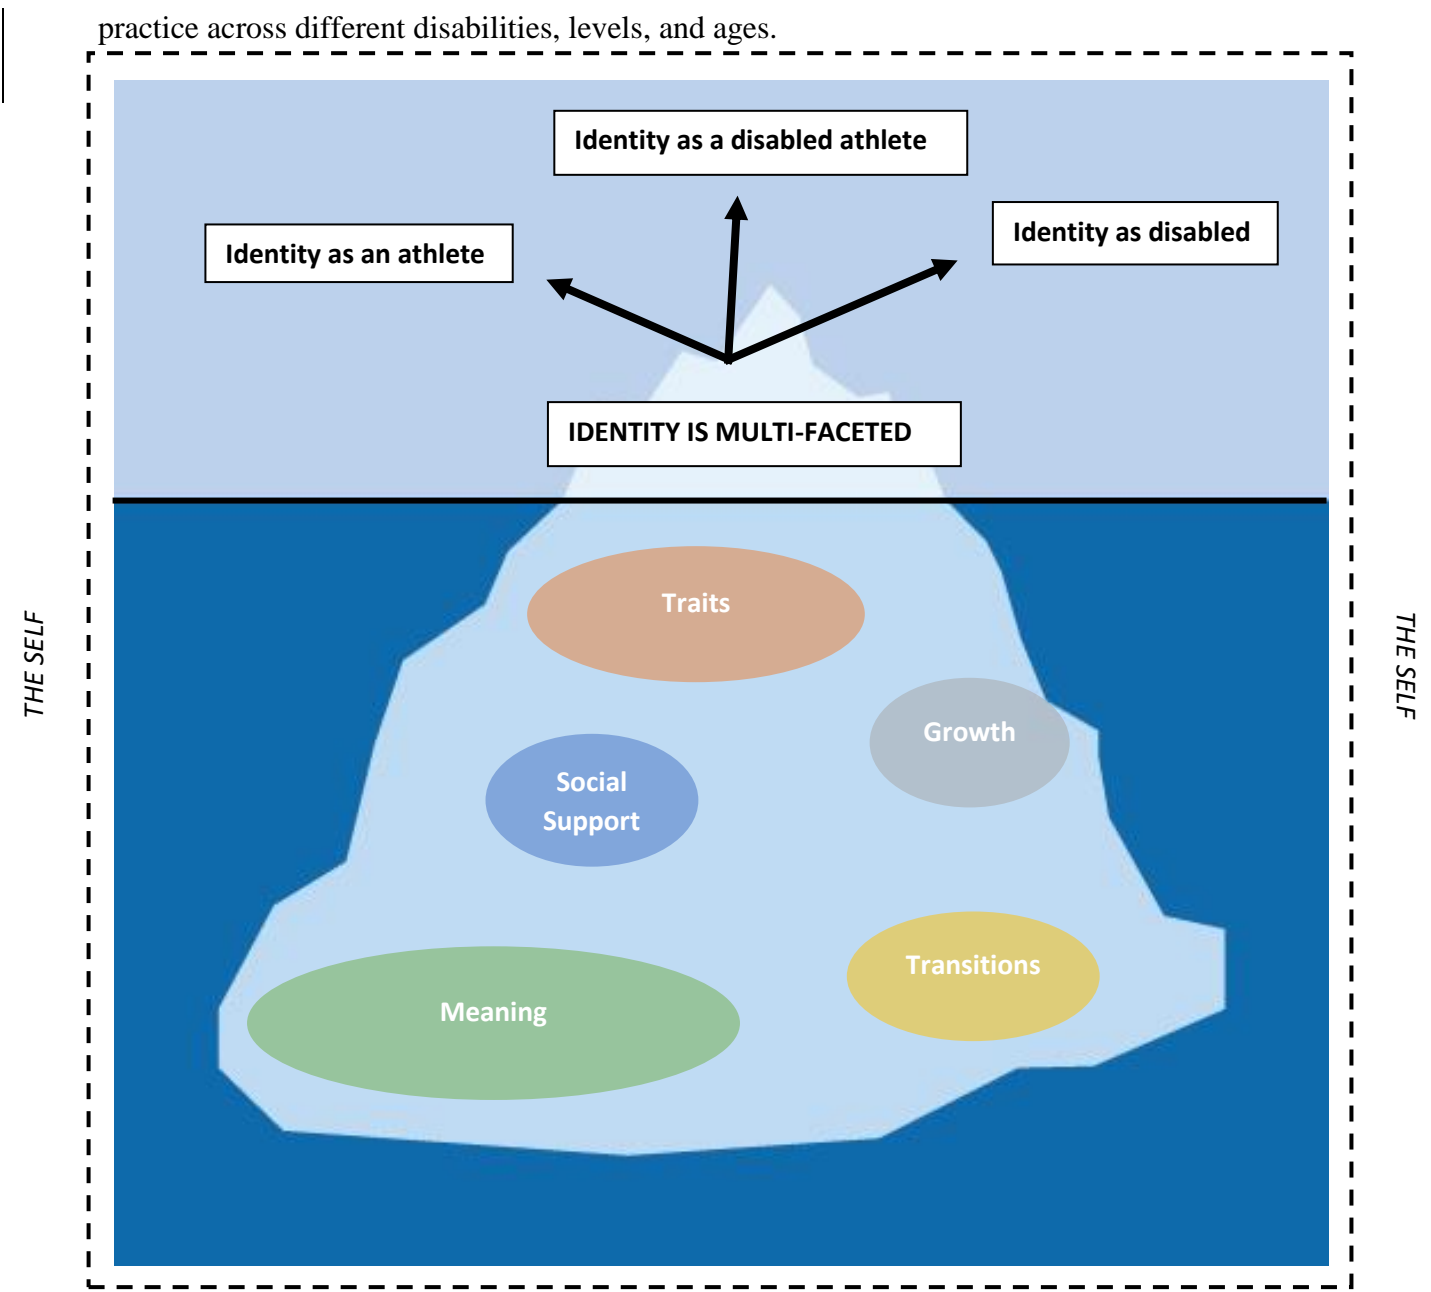 practice across different disabilities, levels, and ages.
Identity as a disabled athlete
Identity as disabled
Identity as an athlete
IDENTITY IS MULTI-FACETED
Traits
Growth
Social
Support
Transitions
Meaning
THE SELF
THE SELF